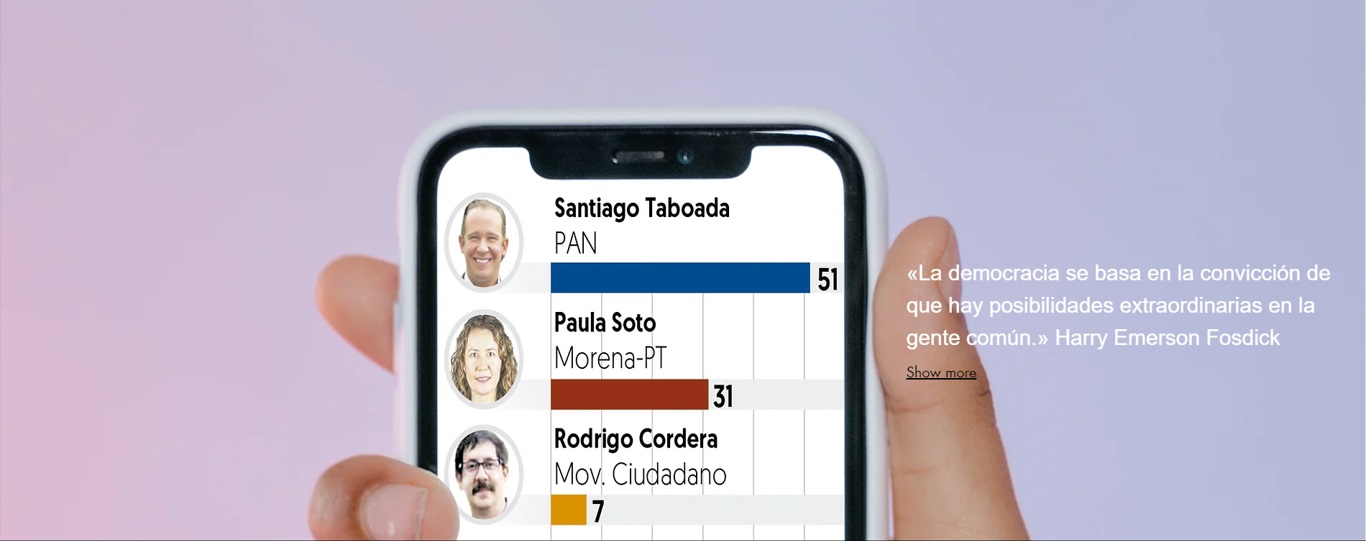 Santiago Taboada
PAN
51
Paula Soto
Morena-PT
31
Rodrigo Cordera
Mov. Ciudadano
7
«La democracia se basa en la convicción de
que hay posibilidades extraordinarias en la
gente común.» Harry Emerson Fosdick
Show more